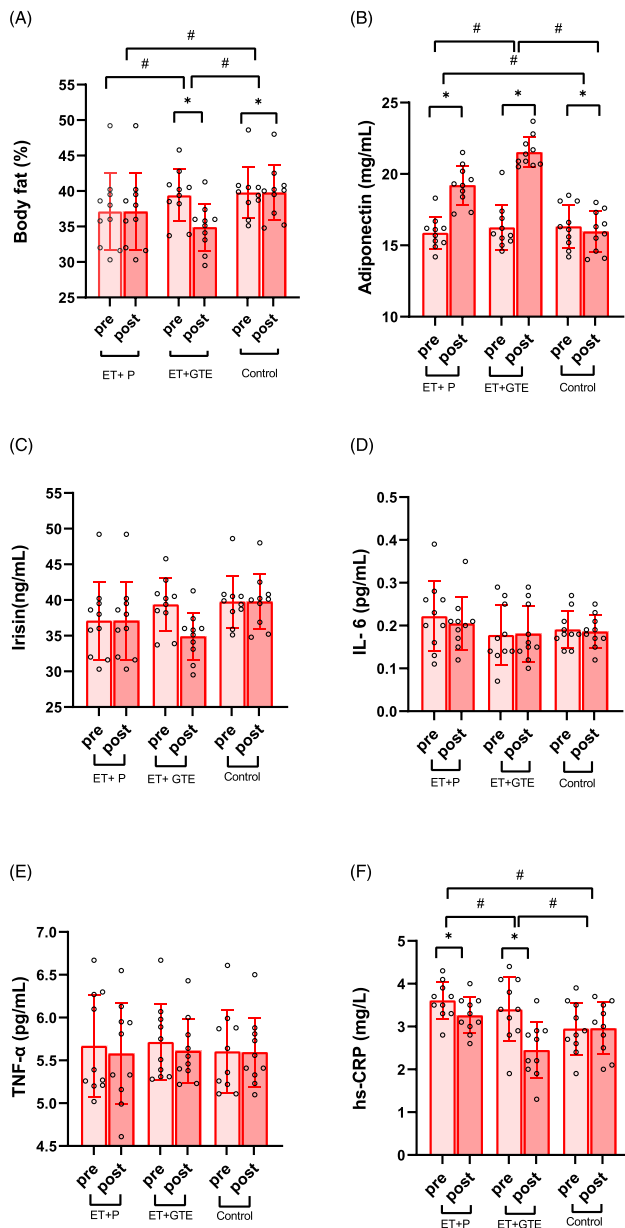 (A)
#
#
#
*
*
Body fat (%)
55
50
45
40
35
30
25
pre
post
pre
post
pre
post
ET+ P
ET+GTE
Control
(B)
#
#
#
*
*
*
Adiponectin (mg/mL)
25
20
15
10
pre
post
pre
post
pre
post
ET+ P
ET+GTE
Control
(C)
Irisin(ng/mL)
55
50
45
40
35
30
25
pre
post
pre
post
pre
post
ET+ P
ET+ GTE
Control
(D)
IL- 6 (pg/mL)
0.5
0.4
0.3
0.2
0.1
0.0
pre
post
pre
post
pre
post
ET+P
ET+GTE
Control
(E)
TNF-α (pg/mL)
7.0
6.5
6.0
5.5
5.0
4.5
pre
post
pre
post
pre
post
ET+P
ET+GTE
Control
(F)
#
#
#
*
*
hs-CRP (mg/L)
5
4
3
2
1
0
pre
post
pre
post
pre
post
ET+P
ET+GTE
Control